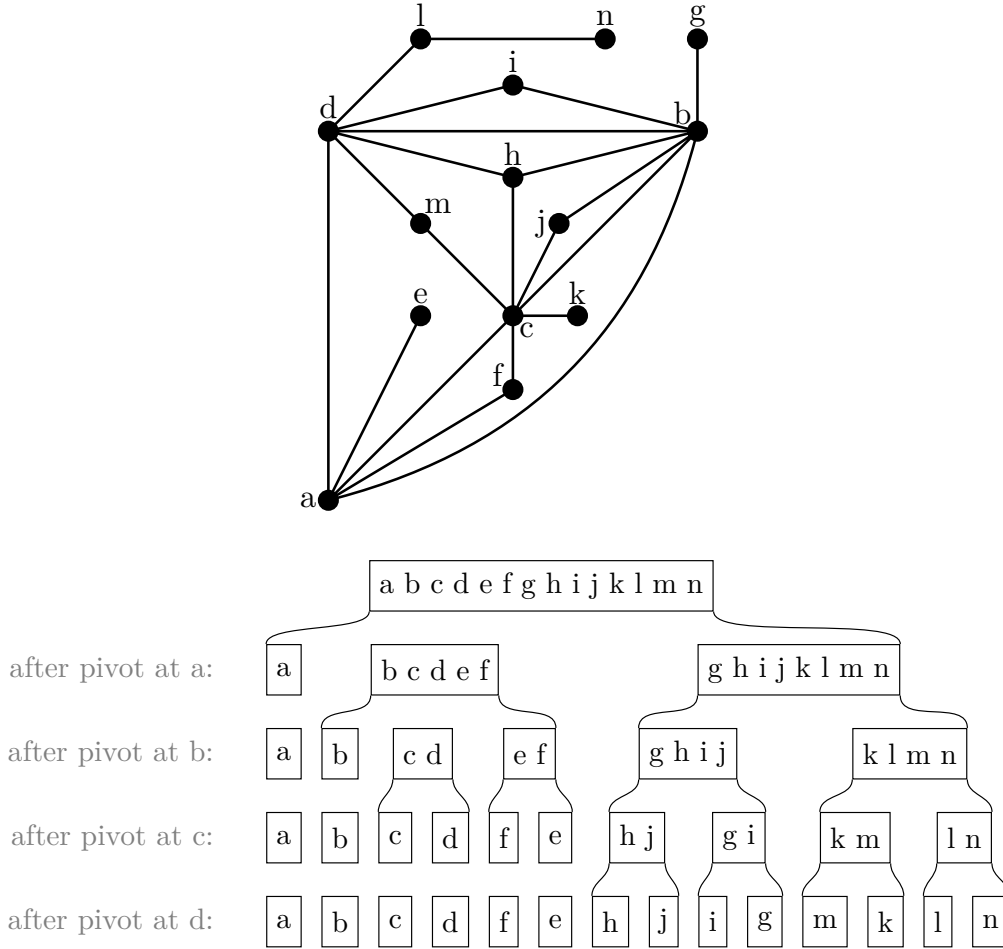 l n g
i
d b
h
m j
e k
c
f
a
a b c d e f g h i j k l m n
after pivot at a: a b c d e f g h i j k l m n
after pivot at b: a b c d e f g h i j k l m n
after pivot at c: a b c d f e h j g i k m l n
after pivot at d: a b c d f e h j i g m k l n